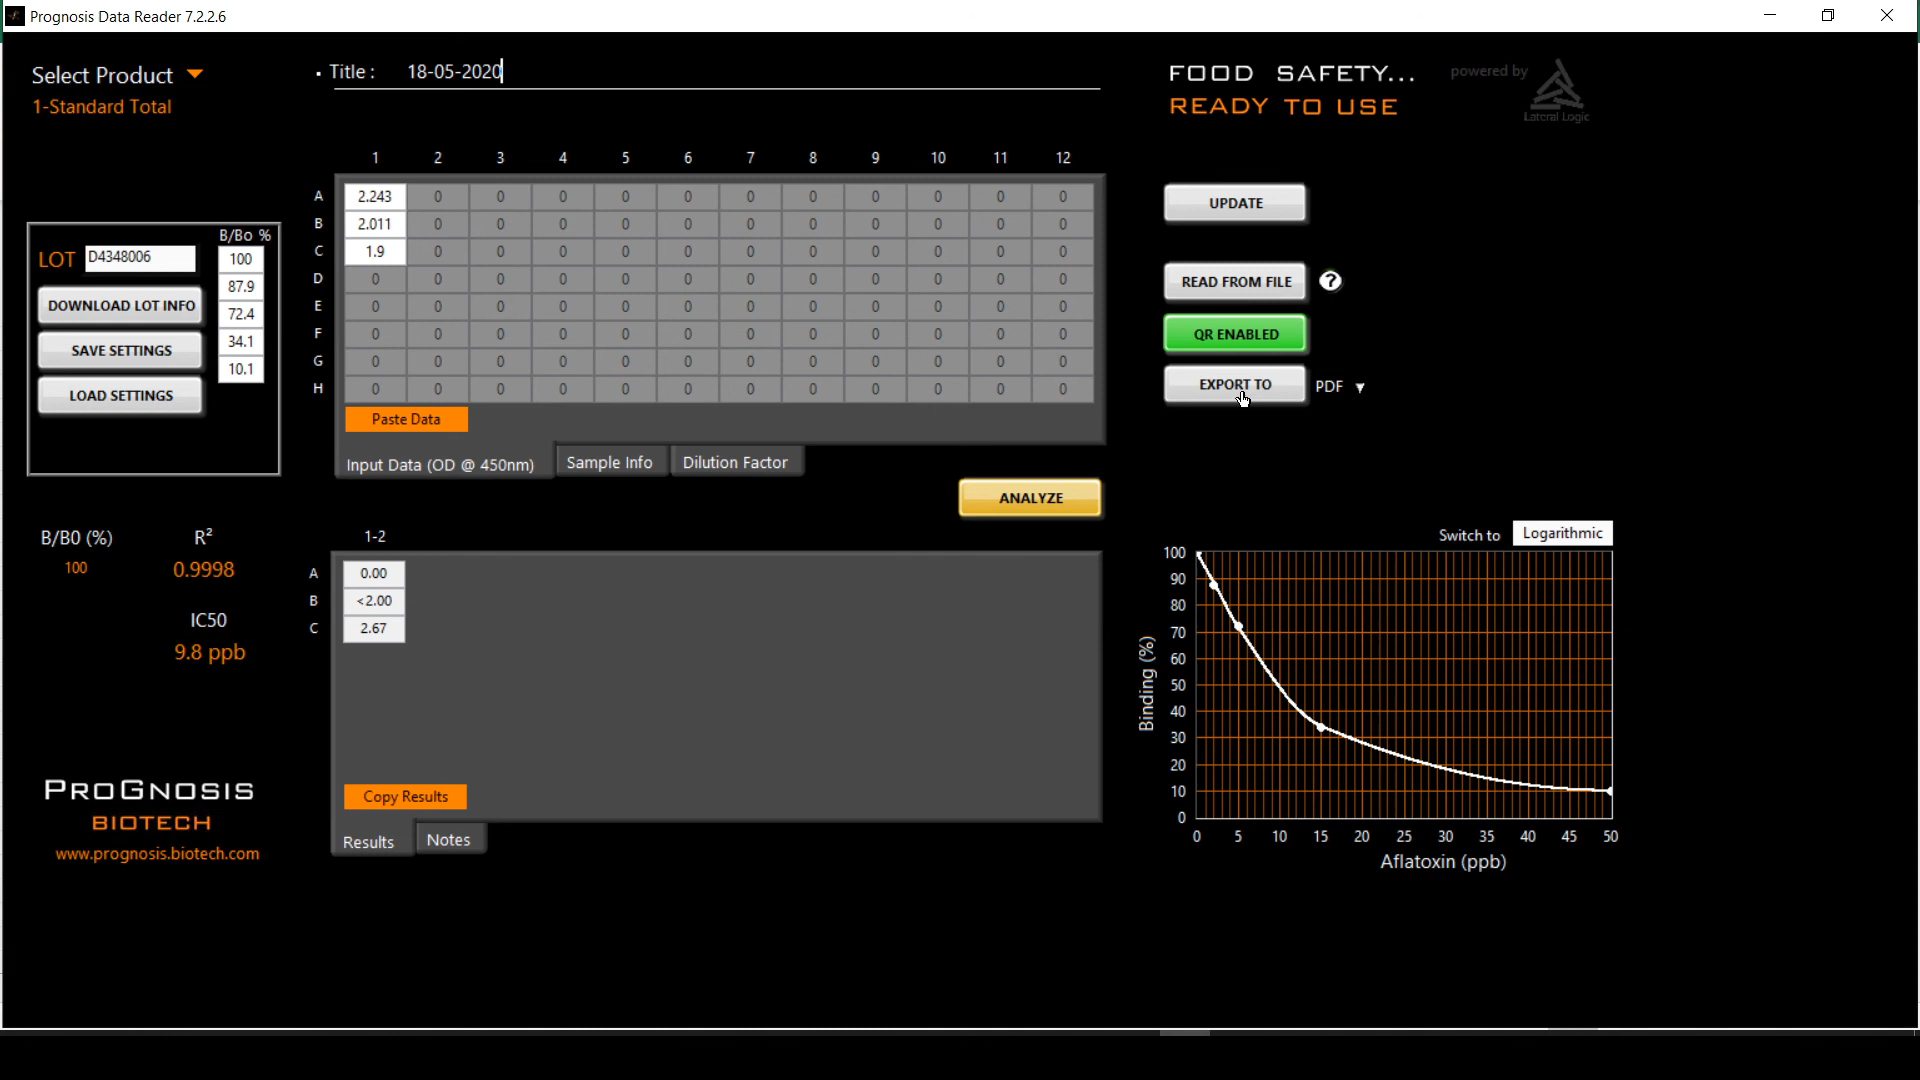 Prognosis Data Reader 7.2.2.6
Select Product
1-Standard Total
Title : 18-05-2020
FOOD SAFETY...
READY TO USE
powered by
Lateral Logic
1 2 3 4 5 6 7 8 9 10 11 12
A 2.243 0 0 0 0 0 0 0 0 0 0 0
B 2.011 0 0 0 0 0 0 0 0 0 0 0
C 1.9 0 0 0 0 0 0 0 0 0 0 0
D 0 0 0 0 0 0 0 0 0 0 0 0
E 0 0 0 0 0 0 0 0 0 0 0 0
F 0 0 0 0 0 0 0 0 0 0 0 0
G 0 0 0 0 0 0 0 0 0 0 0 0
H 0 0 0 0 0 0 0 0 0 0 0 0
Paste Data
Input Data (OD @ 450nm) Sample Info Dilution Factor
B/Bo %
LOT D4348006
100
87.9
72.4
34.1
10.1
DOWNLOAD LOT INFO
SAVE SETTINGS
LOAD SETTINGS
UPDATE
READ FROM FILE ?
QR ENABLED
EXPORT TO PDF
ANALYZE
B/B0 (%) R²
100 0.9998
IC50
9.8 ppb
1-2
A 0.00
B <2.00
C 2.67
Copy Results
Results Notes
PROGNOSIS
BIOTECH
www.prognosis.biotech.com
Switch to Logarithmic
100
90
80
70
60
50
40
30
20
10
0
Binding (%)
0 5 10 15 20 25 30 35 40 45 50
Aflatoxin (ppb)